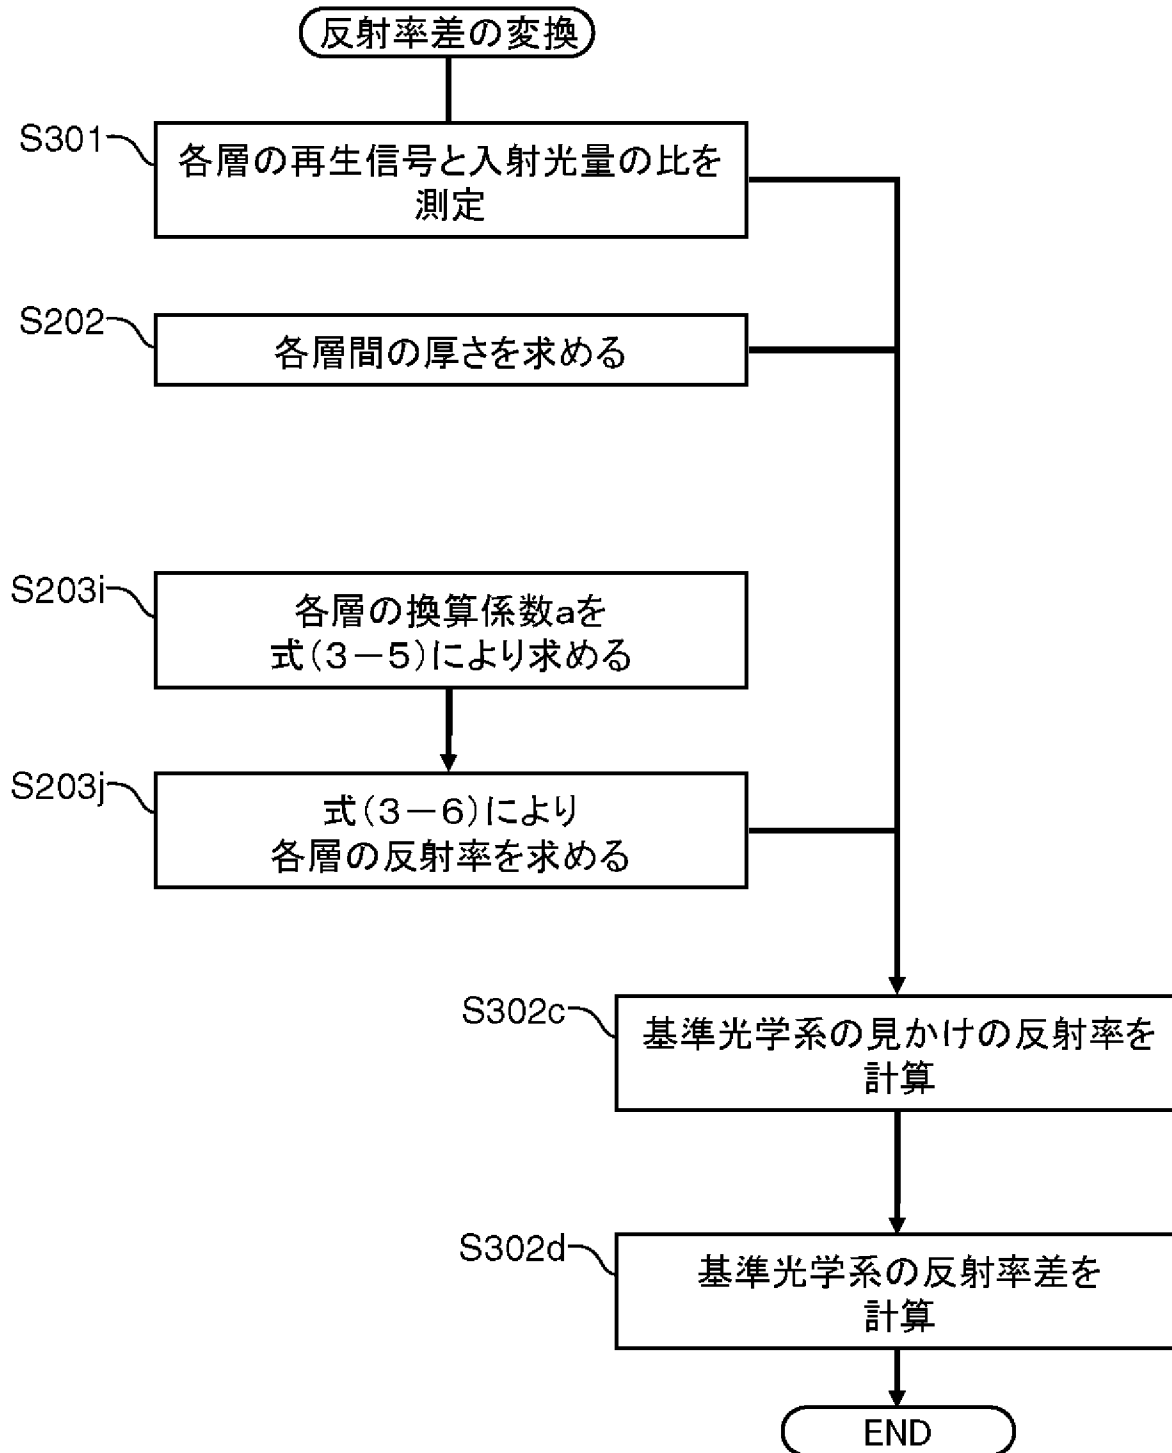 反射率差の変換
S301
各層の再生信号と入射光量の比を
測定
S202
各層間の厚さを求める
S203i
各層の換算係数aを
式(3－5)により求める
S203j
式(3－6)により
各層の反射率を求める
S302c
基準光学系の見かけの反射率を
計算
S302d
基準光学系の反射率差を
計算
END